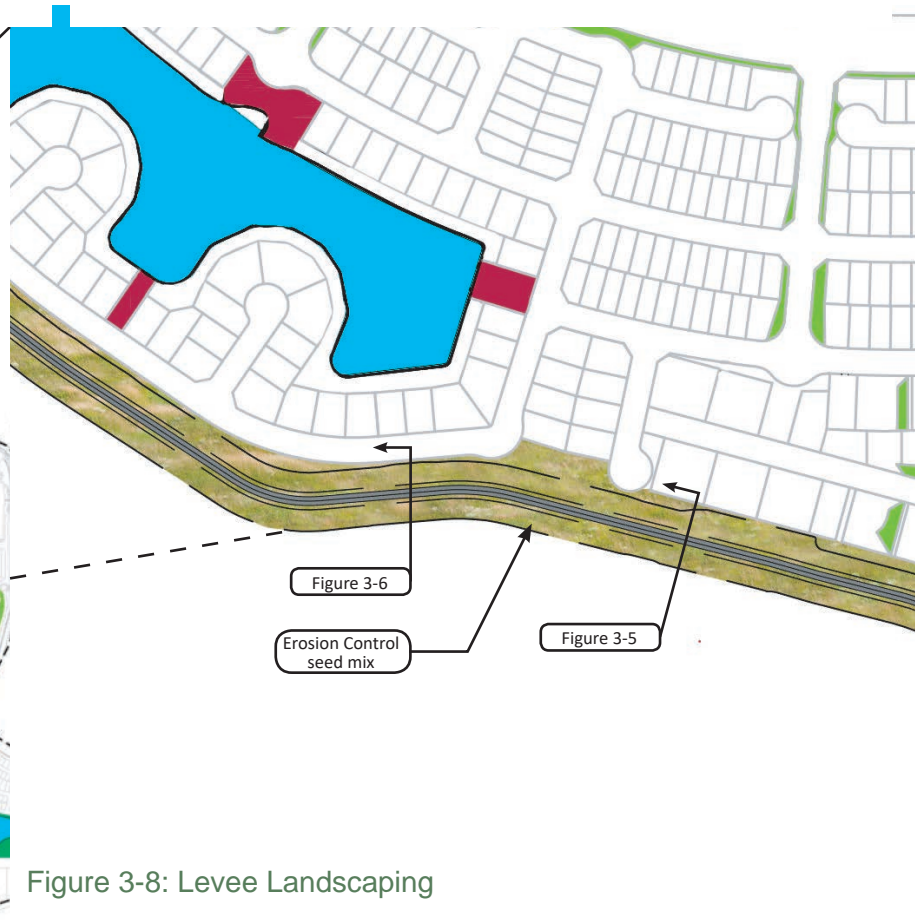 Figure 3-6
Erosion Control
seed mix
Figure 3-5
Figure 3-8: Levee Landscaping